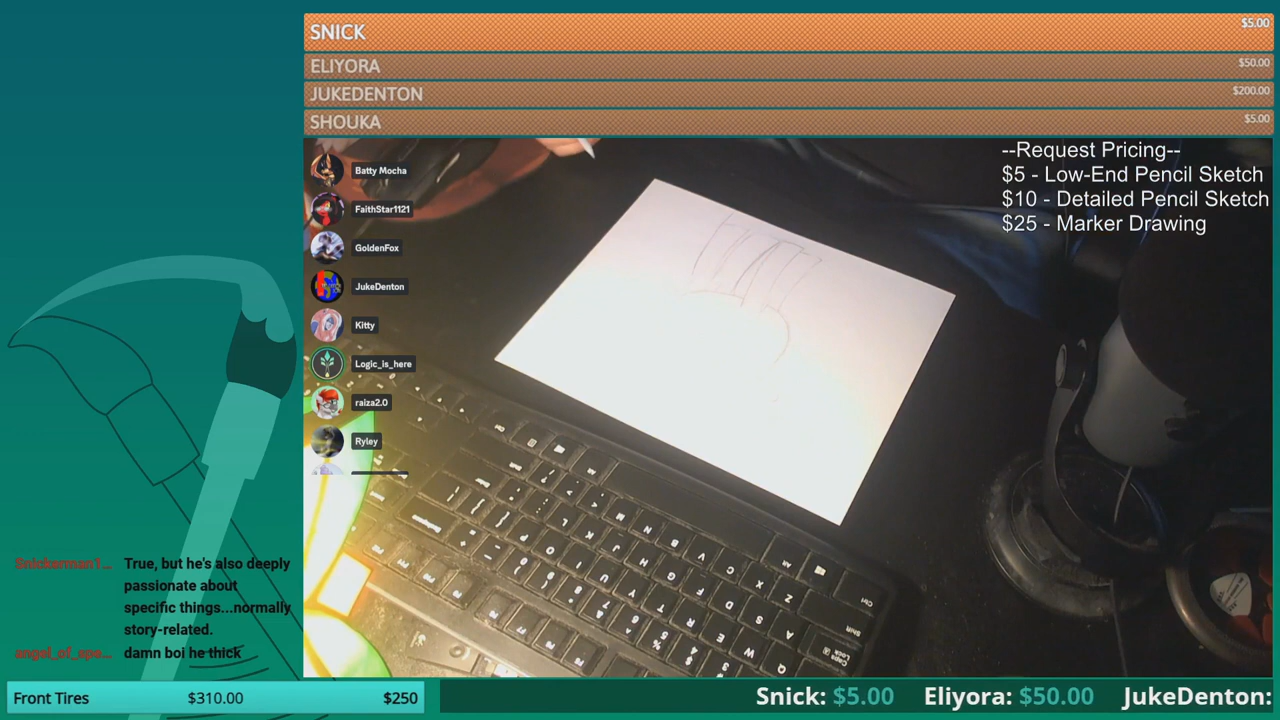 SNICK $5.00
ELIYORA $50.00
JUKEDENTON $200.00
SHOUKA $5.00
--Request Pricing--
$5 - Low-End Pencil Sketch
$10 - Detailed Pencil Sketch
$25 - Marker Drawing
Batty Mocha
FaithStar1121
GoldenFox
JukeDenton
Kitty
Logic_is_here
raiza2.0
Ryley
Snickerman1... True, but he's also deeply
passionate about
specific things...normally
story-related.
angel_of_spe... damn boi he thick
Front Tires $310.00 $250
Snick: $5.00 Eliyora: $50.00 JukeDenton: